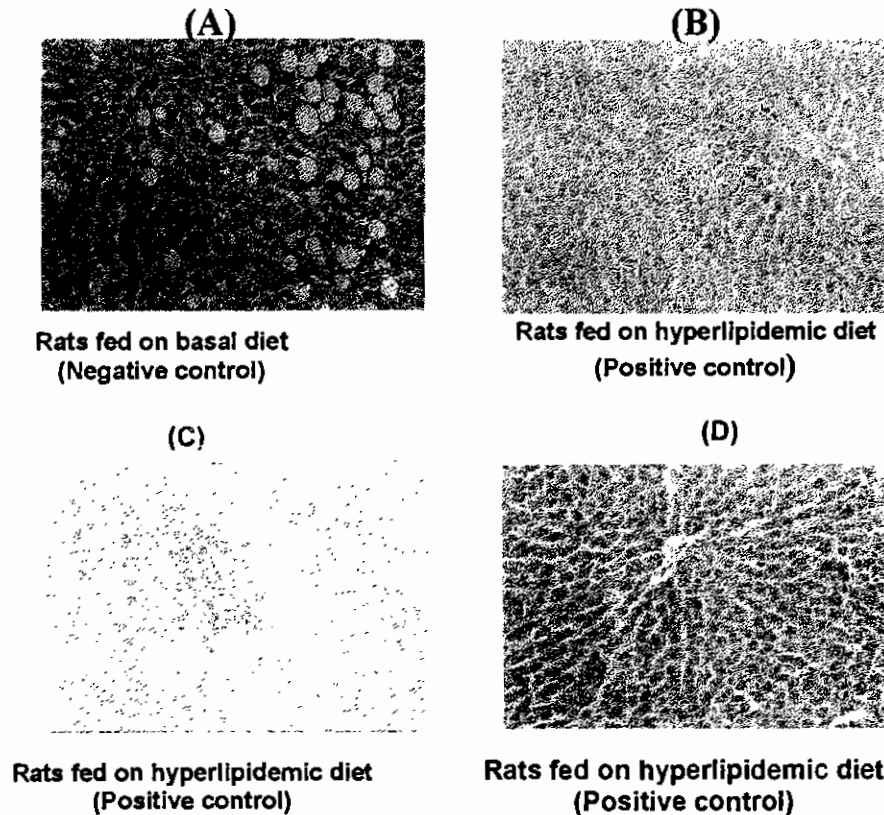 (A)
Rats fed on basal diet
(Negative control)
(B)
Rats fed on hyperlipidemic diet
(Positive control)
(C)
Rats fed on hyperlipidemic diet
(Positive control)
(D)
Rats fed on hyperlipidemic diet
(Positive control)